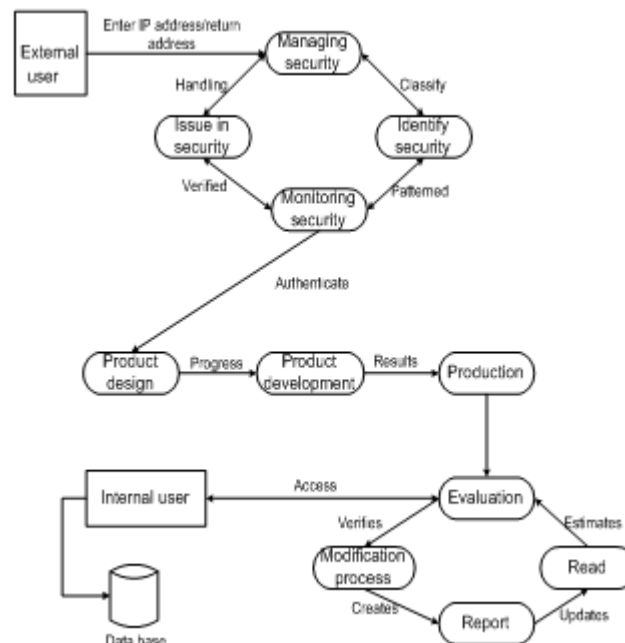 Enter IP address/return
address
External
user
Managing
security
Handling
Classify
Issue in
security
Identify
security
Verified
Patterned
Monitoring
security
Authenticate
Product
design
Progress
Product
development
Results
Production
Internal user
Access
Evaluation
Verifies
Estimates
Modification
process
Read
Creates
Report
Updates
Data base